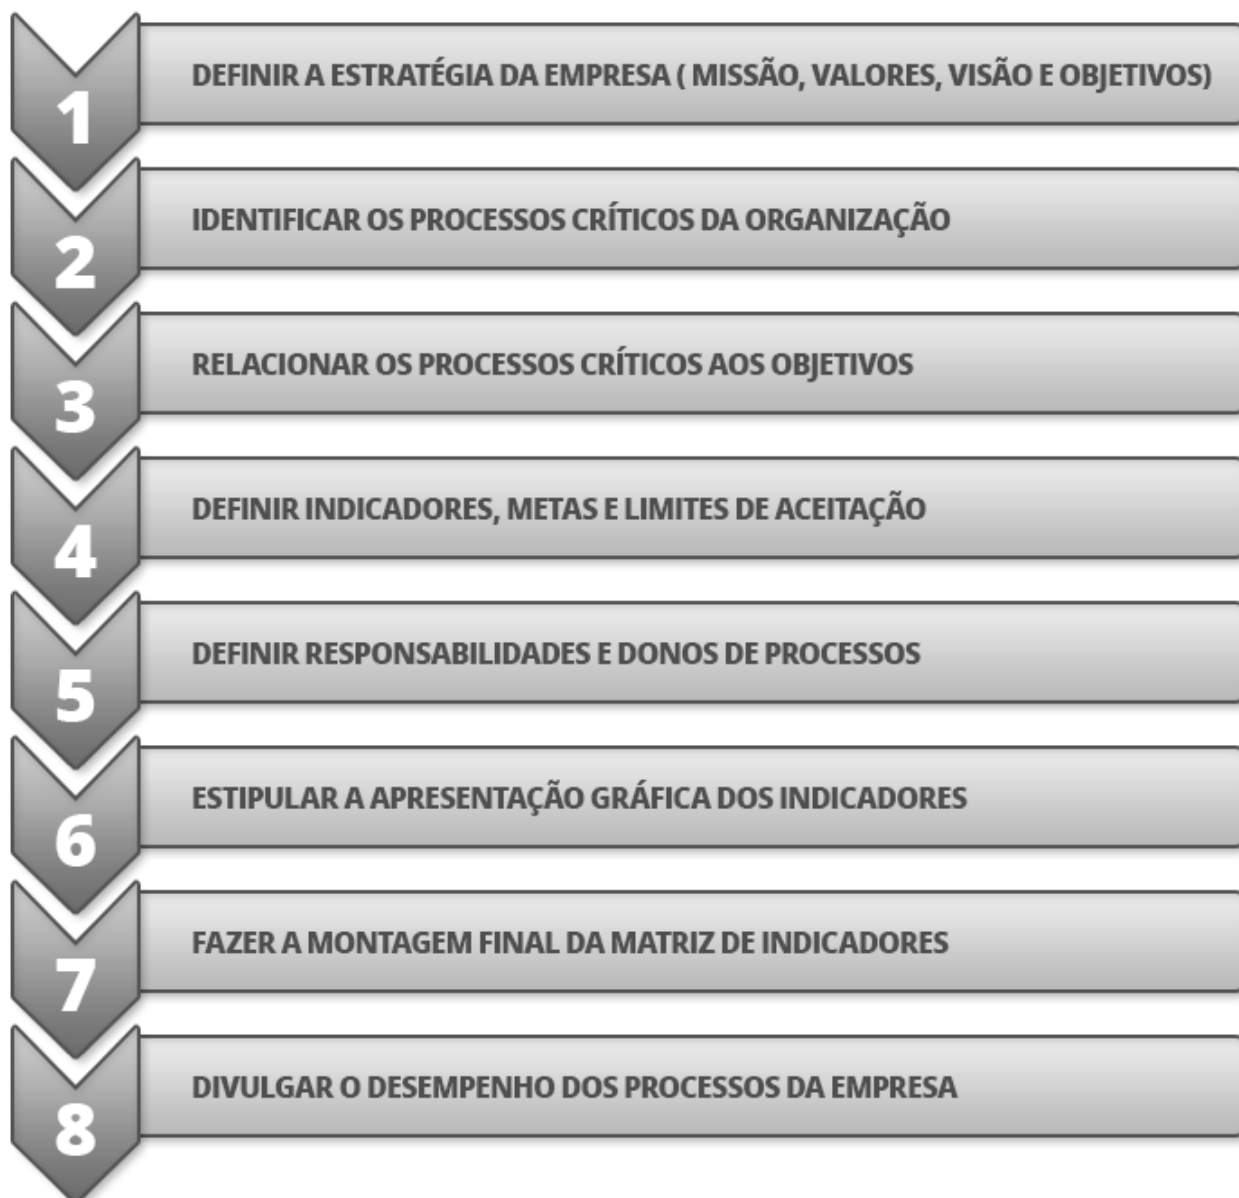 1
DEFINIR A ESTRATÉGIA DA EMPRESA ( MISSÃO, VALORES, VISÃO E OBJETIVOS)
2
IDENTIFICAR OS PROCESSOS CRÍTICOS DA ORGANIZAÇÃO
3
RELACIONAR OS PROCESSOS CRÍTICOS AOS OBJETIVOS
4
DEFINIR INDICADORES, METAS E LIMITES DE ACEITAÇÃO
5
DEFINIR RESPONSABILIDADES E DONOS DE PROCESSOS
6
ESTIPULAR A APRESENTAÇÃO GRÁFICA DOS INDICADORES
7
FAZER A MONTAGEM FINAL DA MATRIZ DE INDICADORES
8
DIVULGAR O DESEMPENHO DOS PROCESSOS DA EMPRESA